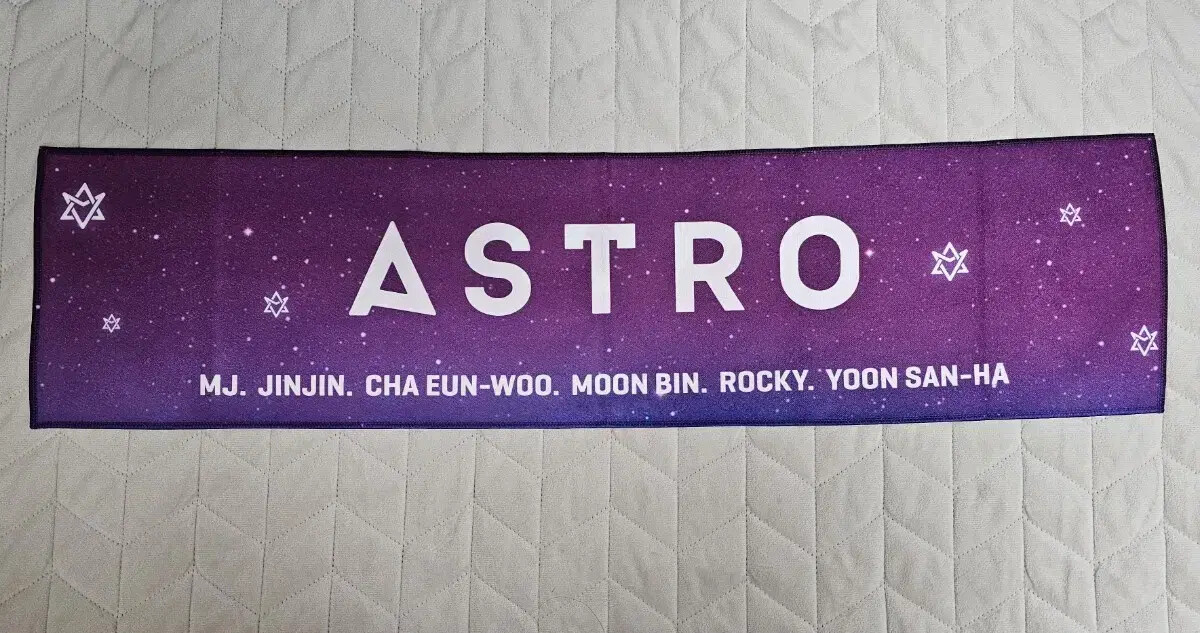 ASTRO
MJ. JINJIN. CHA EUN-WOO. MOON BIN. ROCKY. YOON SAN-HA